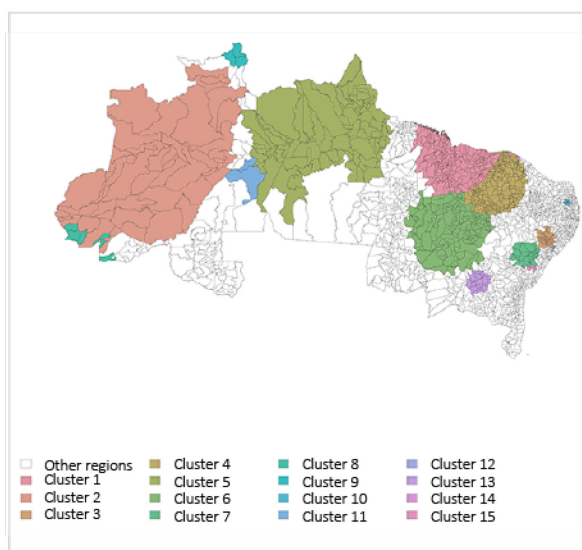 Other regions
Cluster 1
Cluster 2
Cluster 3
Cluster 4
Cluster 5
Cluster 6
Cluster 7
Cluster 8
Cluster 9
Cluster 10
Cluster 11
Cluster 12
Cluster 13
Cluster 14
Cluster 15